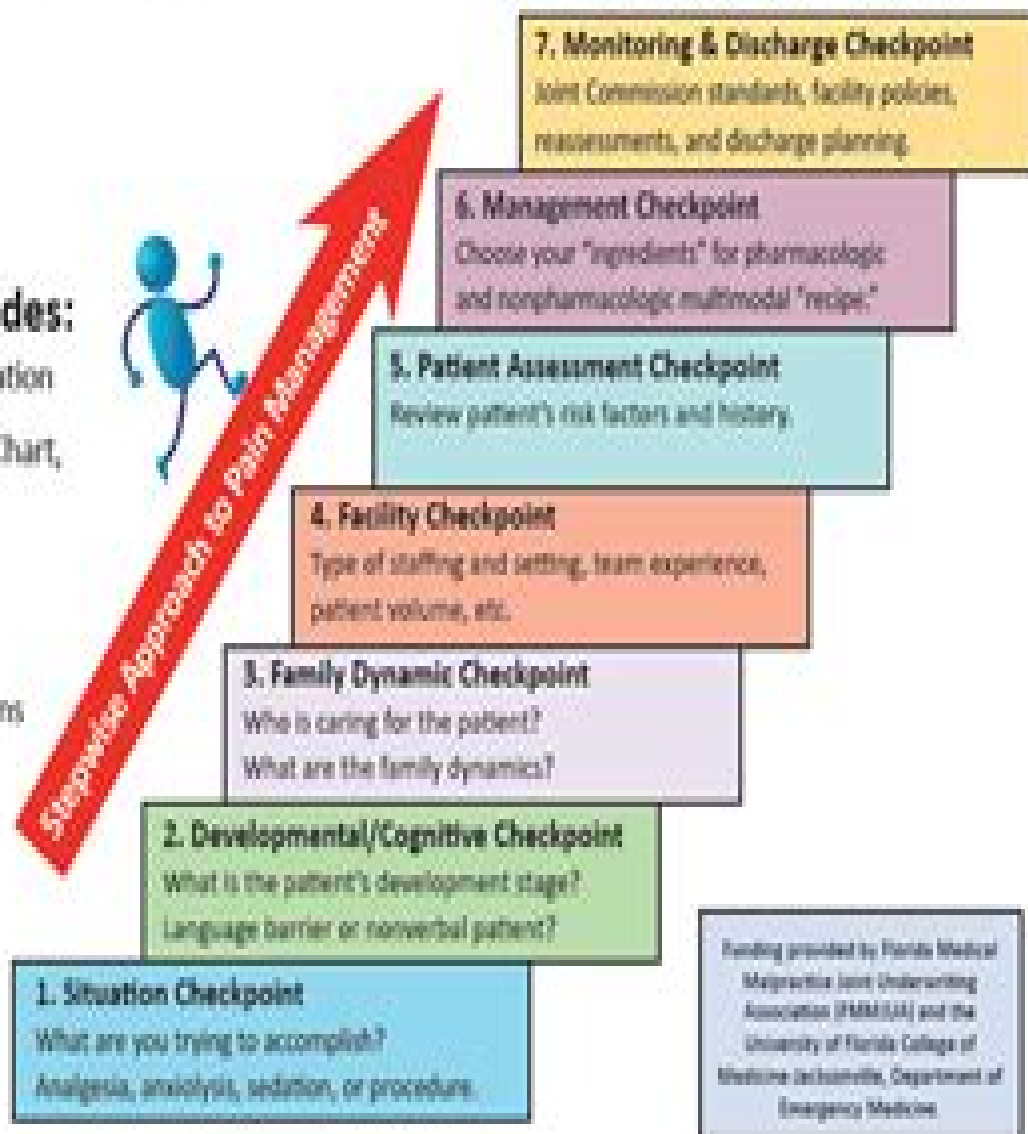 7. Monitoring & Discharge Checkpoint
Joint Commission standards, facility policies,
reassessments, and discharge planning.
6. Management Checkpoint
Choose your "ingredients" for pharmacologic
and nonpharmacologic multimodal "recipe."
5. Patient Assessment Checkpoint
Review patient's risk factors and history.
4. Facility Checkpoint
Type of staffing and setting, team experience,
patient volume, etc.
3. Family Dynamic Checkpoint
Who is caring for the patient?
What are the family dynamics?
2. Developmental/Cognitive Checkpoint
What is the patient's development stage?
Language barrier or nonverbal patient?
1. Situation Checkpoint
What are you trying to accomplish?
Analgesia, anxiolysis, sedation, or procedure.
Stepwise Approach to Pain Management
des:
ation
Chart,
ns
Funding provided by Florida Medical
Malpractice Joint Underwriting
Association (FMMJUA) and the
University of Florida College of
Medicine Jacksonville, Department of
Emergency Medicine